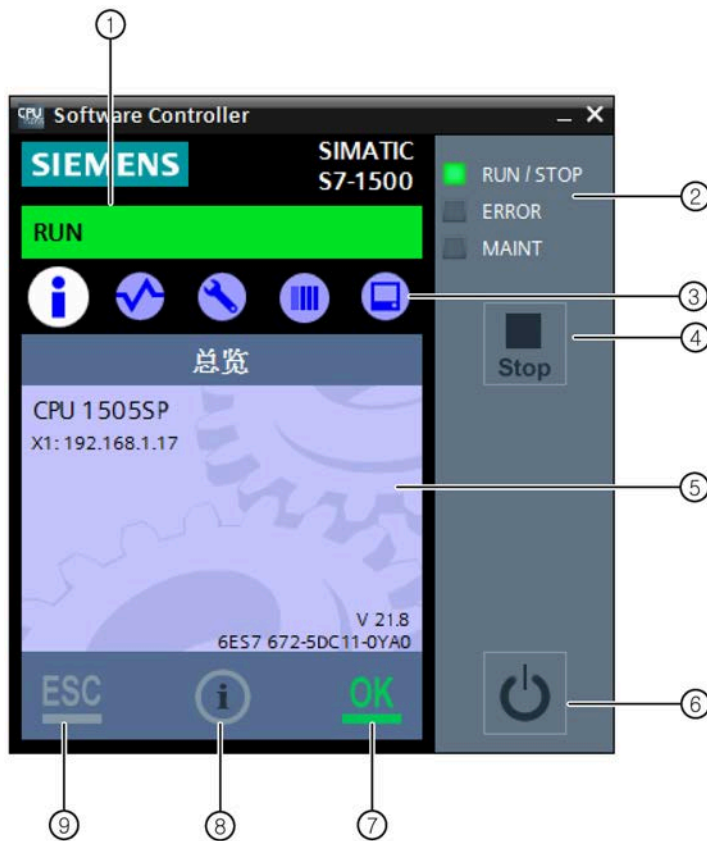 ①
CPU Software Controller
SIEMENS
SIMATIC
S7-1500
RUN
RUN / STOP
ERROR
MAINT
②
③
④
Stop
总览
CPU 1505SP
X1: 192.168.1.17
⑤
V 21.8
6ES7 672-5DC11-0YA0
ESC
i
OK
⑥
⑨
⑧
⑦